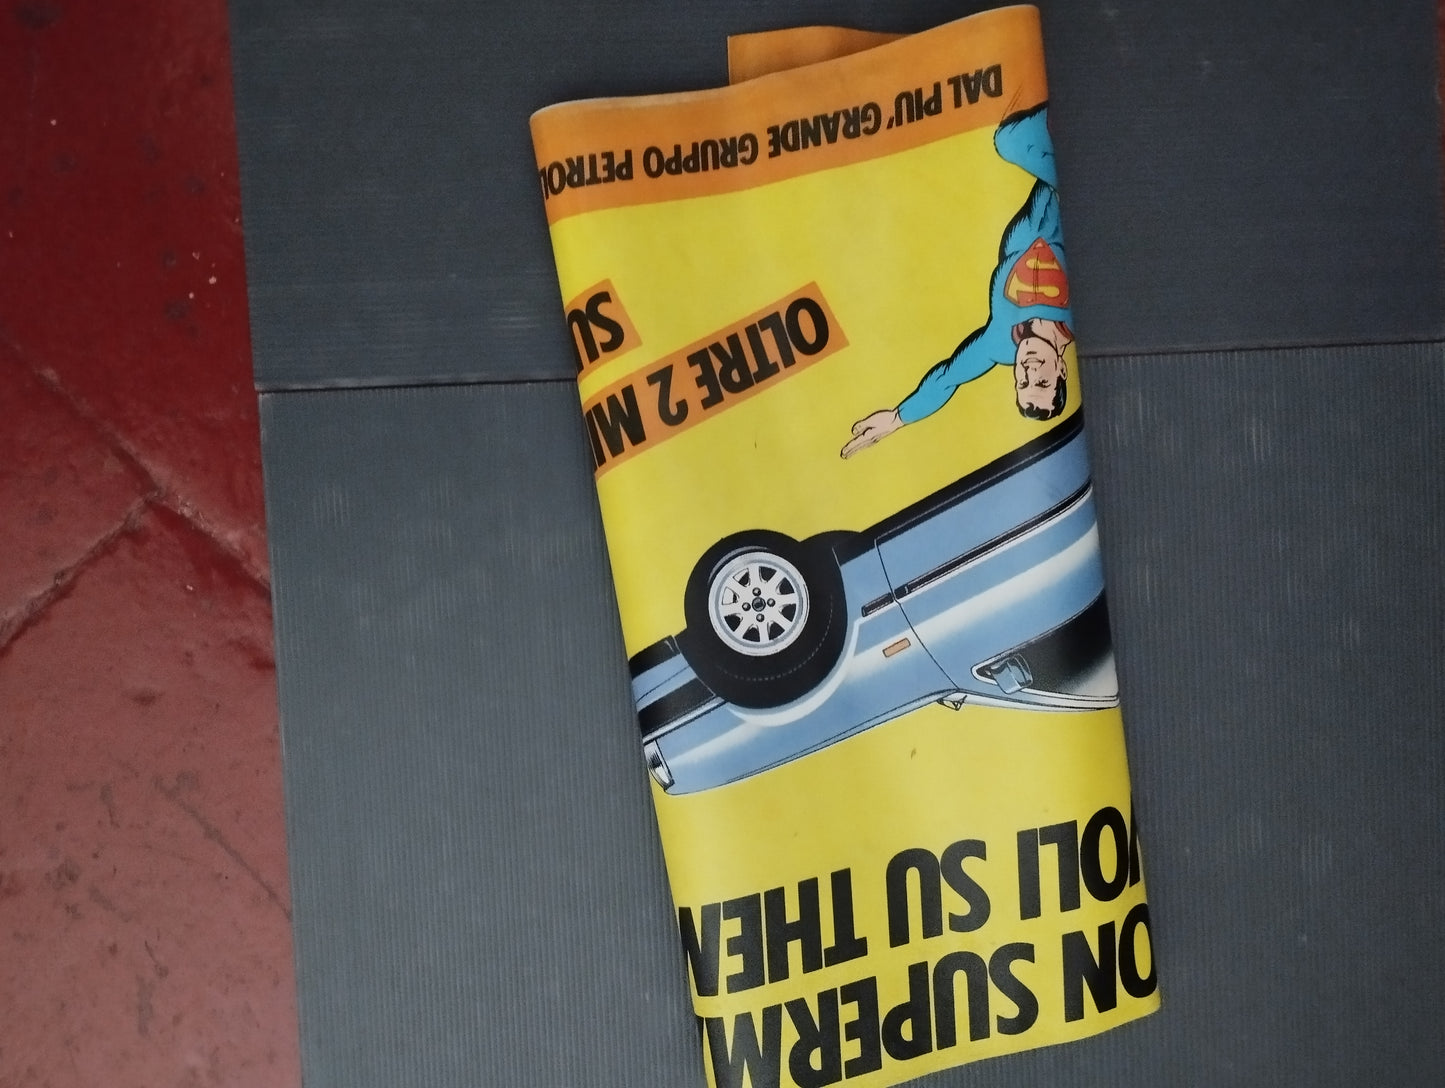 ON SUPERM
VOLI SU THEM
S
OLTRE 2 MI
SU
DAL PIU' GRANDE GRUPPO PETROL